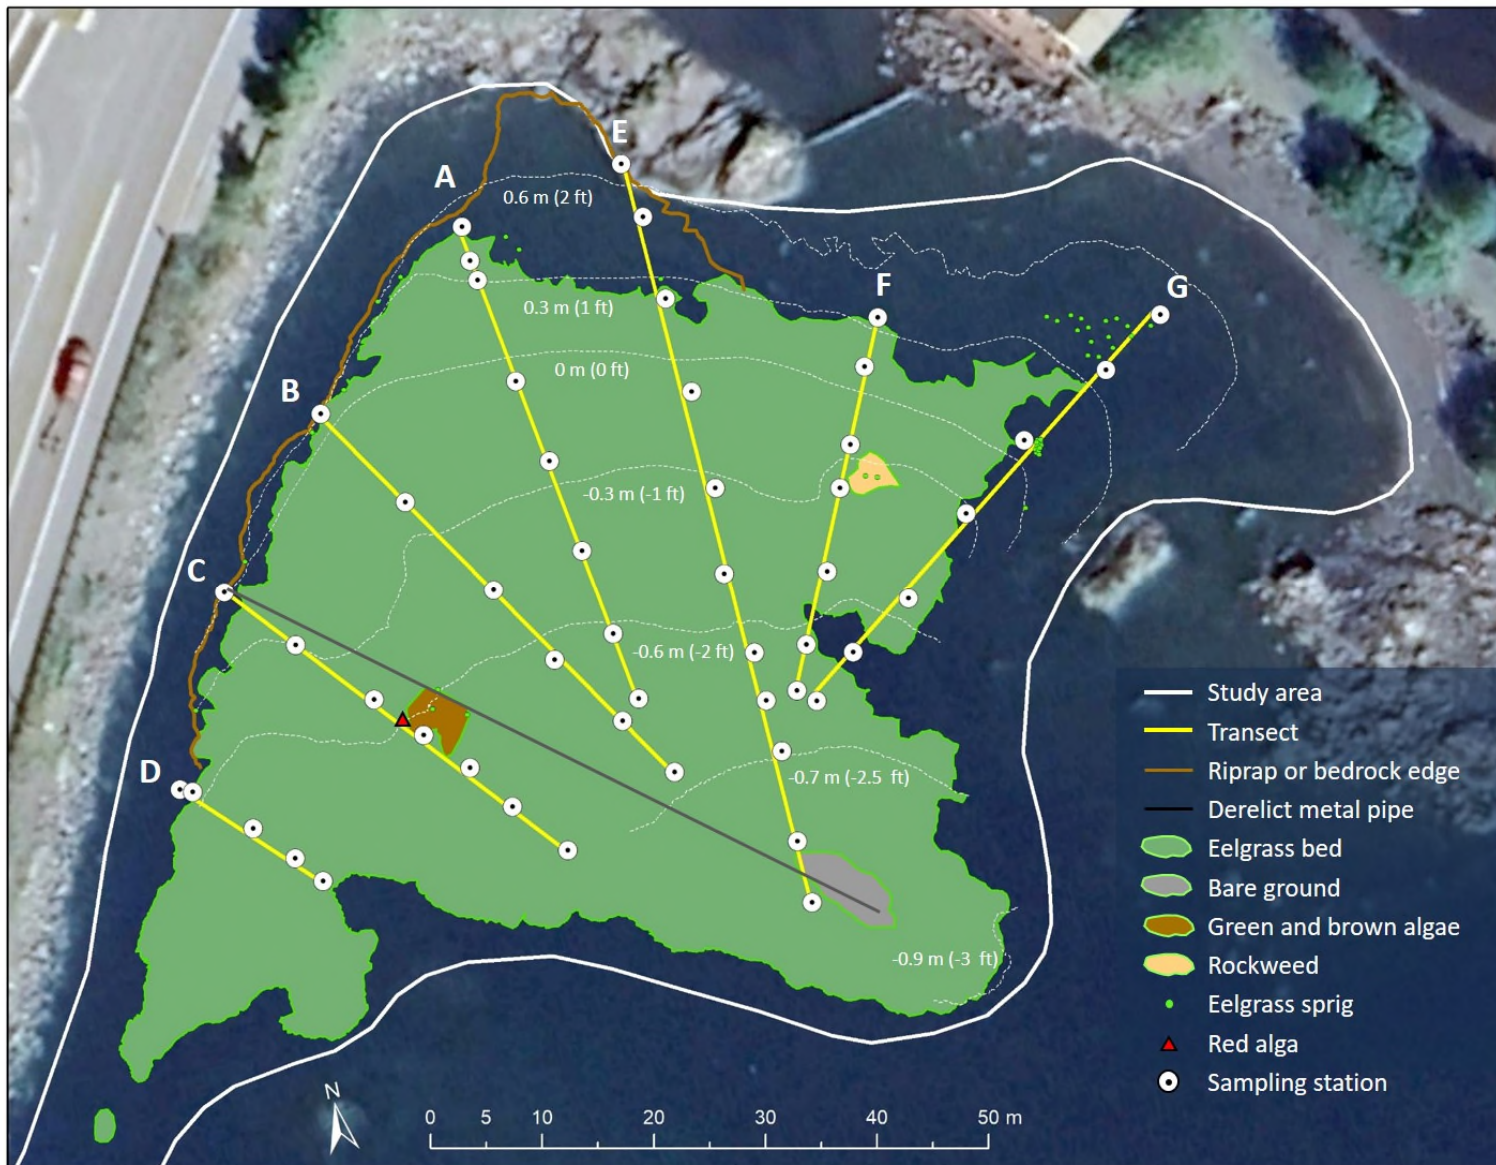 E
A
0.6 m (2 ft)
F
G
0.3 m (1 ft)
0 m (0 ft)
B
-0.3 m (-1 ft)
C
-0.6 m (-2 ft)
D
-0.7 m (-2.5 ft)
-0.9 m (-3 ft)
Study area
Transect
Riprap or bedrock edge
Derelict metal pipe
Eelgrass bed
Bare ground
Green and brown algae
Rockweed
Eelgrass sprig
Red alga
Sampling station
N
0 5 10 20 30 40 50 m